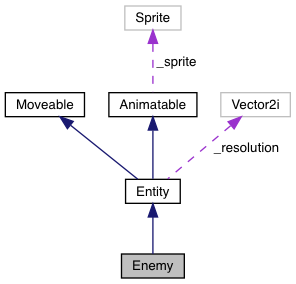 Sprite
_sprite
Moveable
Animatable
Vector2i
_resolution
Entity
Enemy